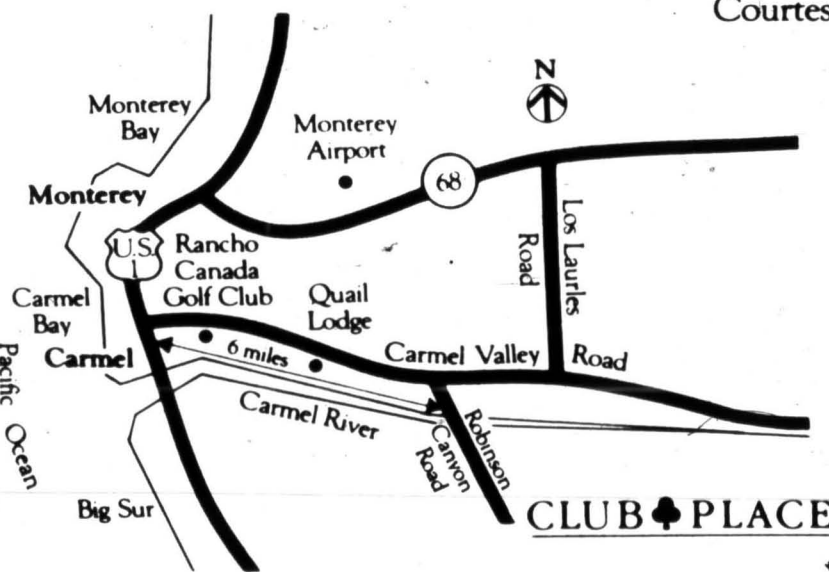 Courtes
N
Monterey
Bay
Monterey
Airport
68
Monterey
U.S.
1
Rancho
Canada
Golf Club
Los Laurles
Road
Carmel
Bay
Quail
Lodge
Carmel
6 miles
Carmel Valley Road
Pacific Ocean
Carmel River
Robinson
Canyon
Road
Big Sur
CLUB PLACE